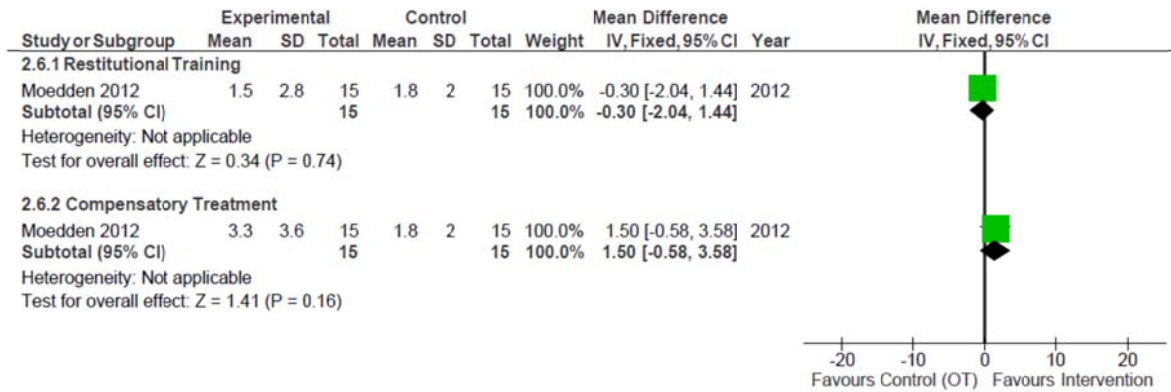 Experimental Control Mean Difference Mean Difference
Study or Subgroup Mean SD Total Mean SD Total Weight IV, Fixed, 95% CI Year IV, Fixed, 95% CI
2.6.1 Restitutional Training
Moedden 2012 1.5 2.8 15 1.8 2 15 100.0% -0.30 [-2.04, 1.44] 2012
Subtotal (95% CI) 15 15 100.0% -0.30 [-2.04, 1.44]
Heterogeneity: Not applicable
Test for overall effect: Z = 0.34 (P = 0.74)
2.6.2 Compensatory Treatment
Moedden 2012 3.3 3.6 15 1.8 2 15 100.0% 1.50 [-0.58, 3.58] 2012
Subtotal (95% CI) 15 15 100.0% 1.50 [-0.58, 3.58]
Heterogeneity: Not applicable
Test for overall effect: Z = 1.41 (P = 0.16)
-20 -10 0 10 20
Favours Control (OT) Favours Intervention